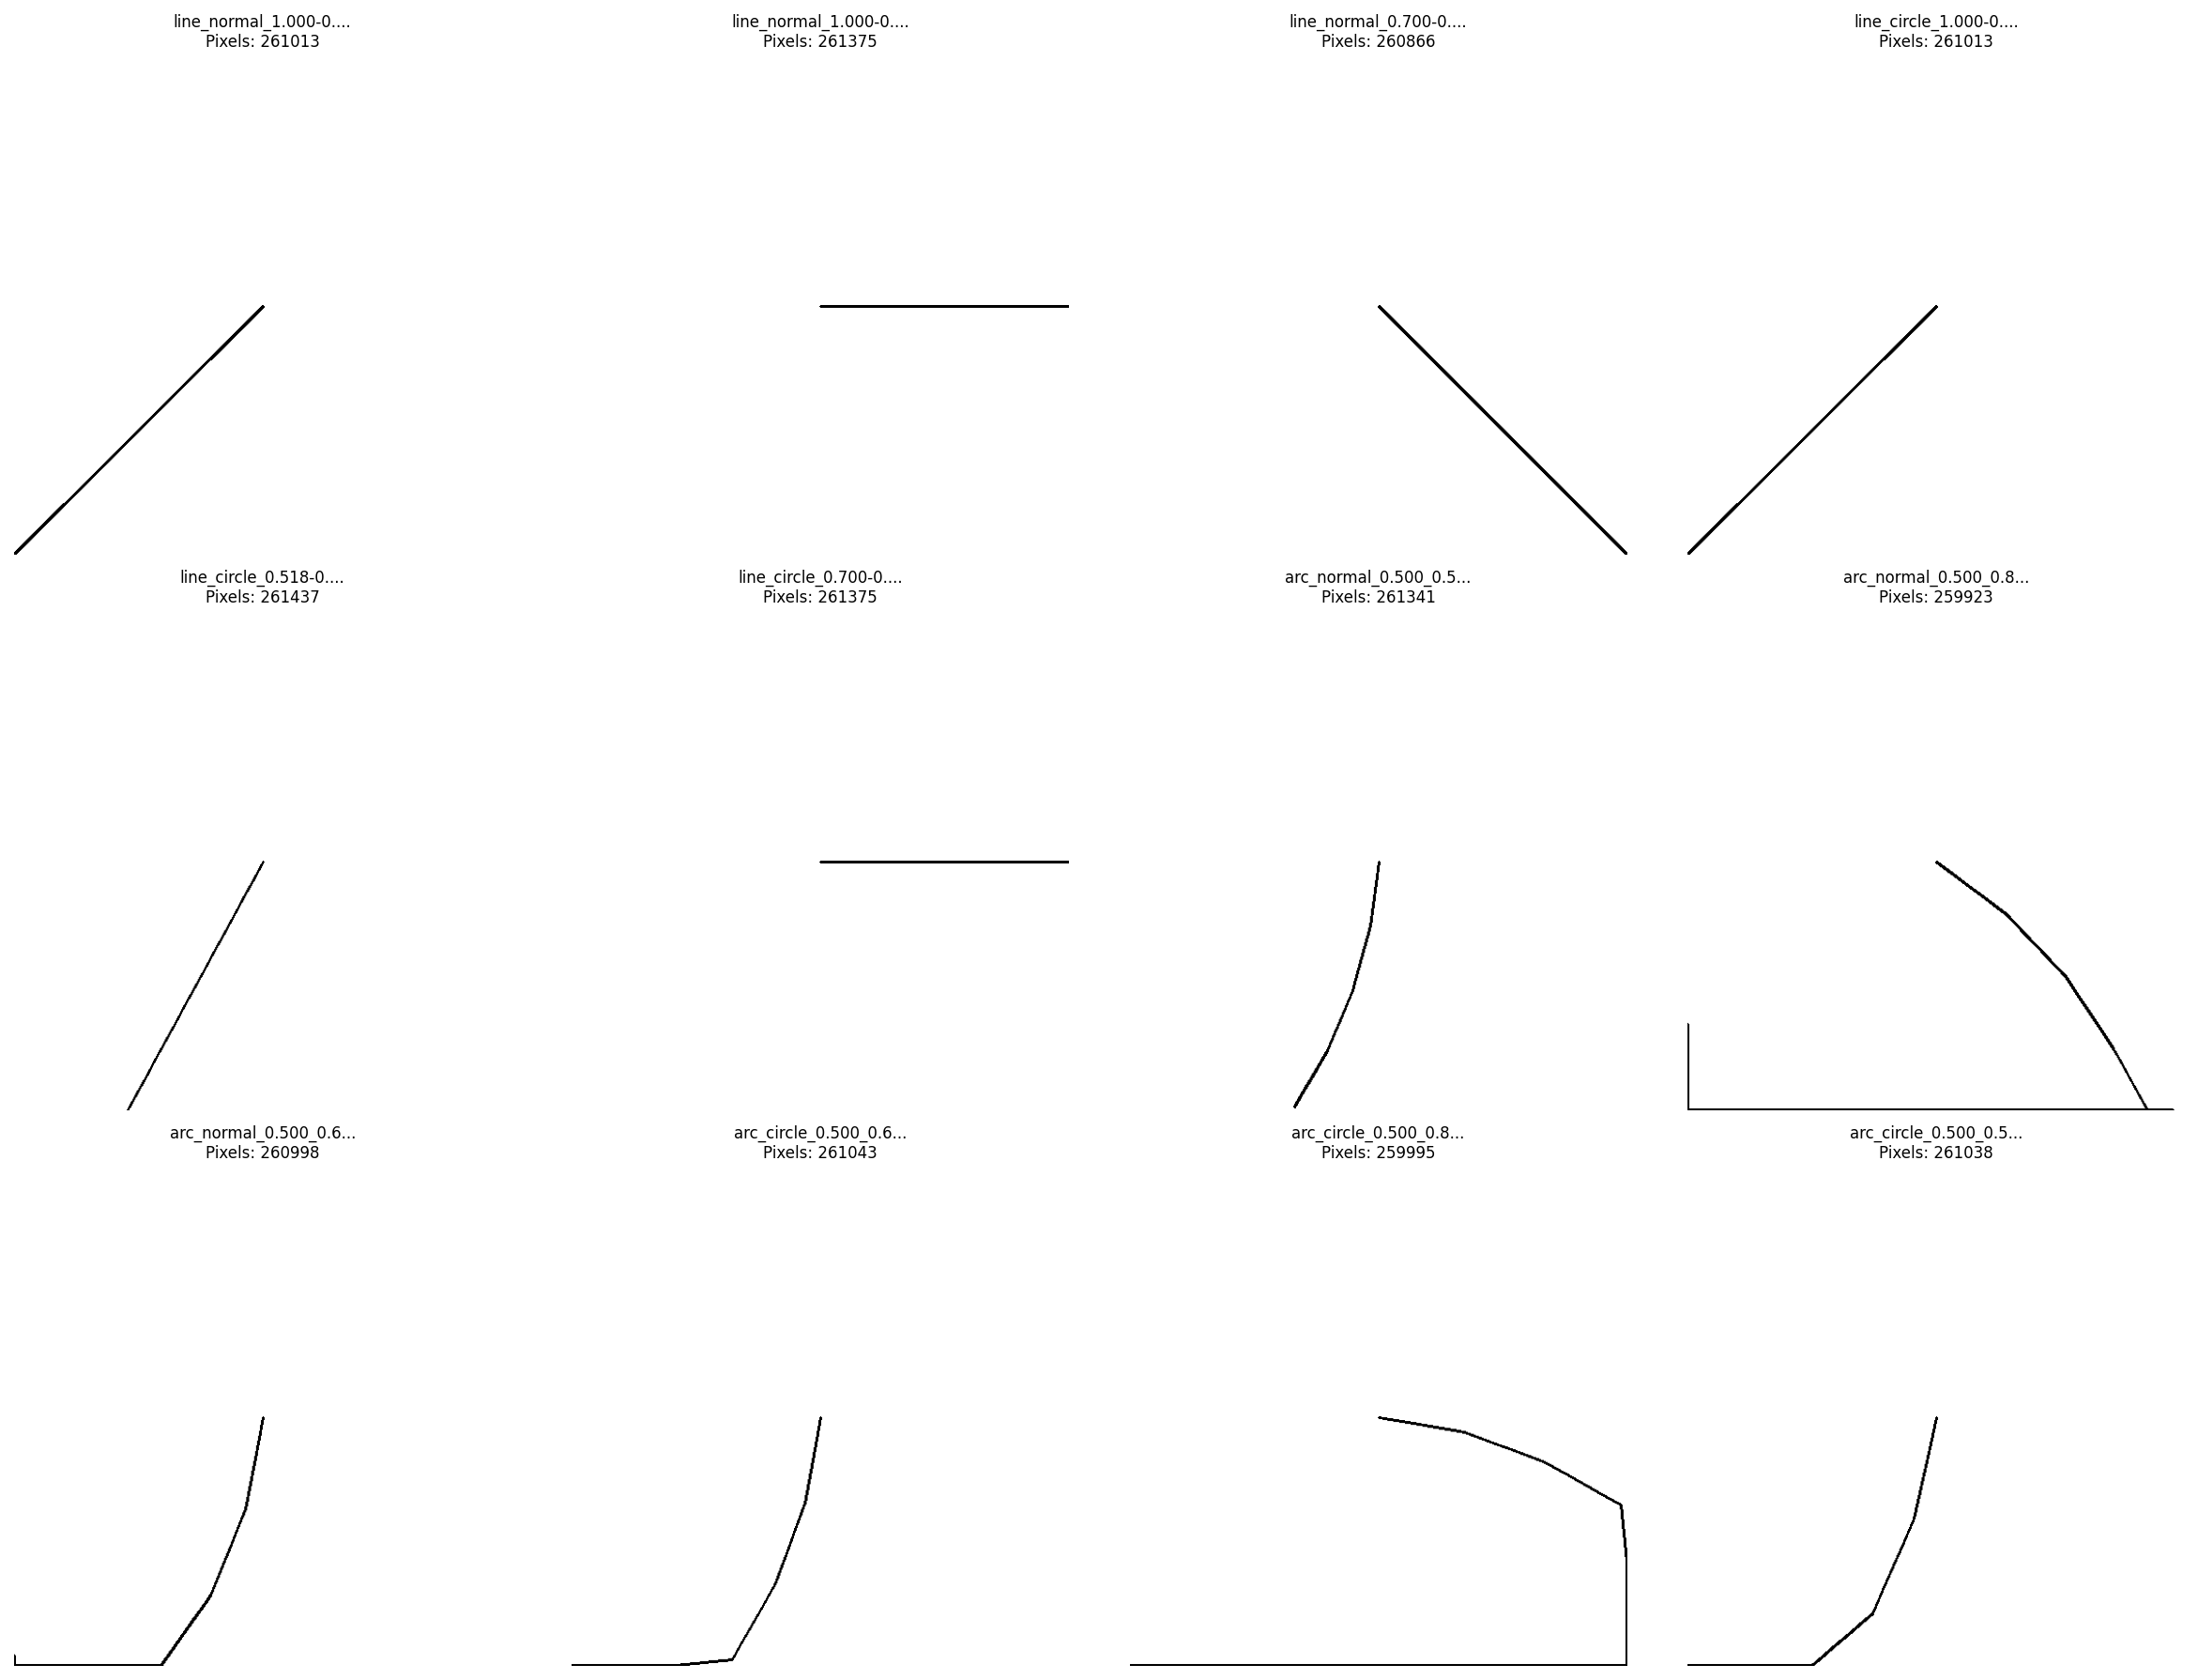 line_normal_1.000-0....
Pixels: 261013
line_normal_1.000-0....
Pixels: 261375
line_normal_0.700-0....
Pixels: 260866
line_circle_1.000-0....
Pixels: 261013
line_circle_0.518-0....
Pixels: 261437
line_circle_0.700-0....
Pixels: 261375
arc_normal_0.500_0.5...
Pixels: 261341
arc_normal_0.500_0.8...
Pixels: 259923
arc_normal_0.500_0.6...
Pixels: 260998
arc_circle_0.500_0.6...
Pixels: 261043
arc_circle_0.500_0.8...
Pixels: 259995
arc_circle_0.500_0.5...
Pixels: 261038